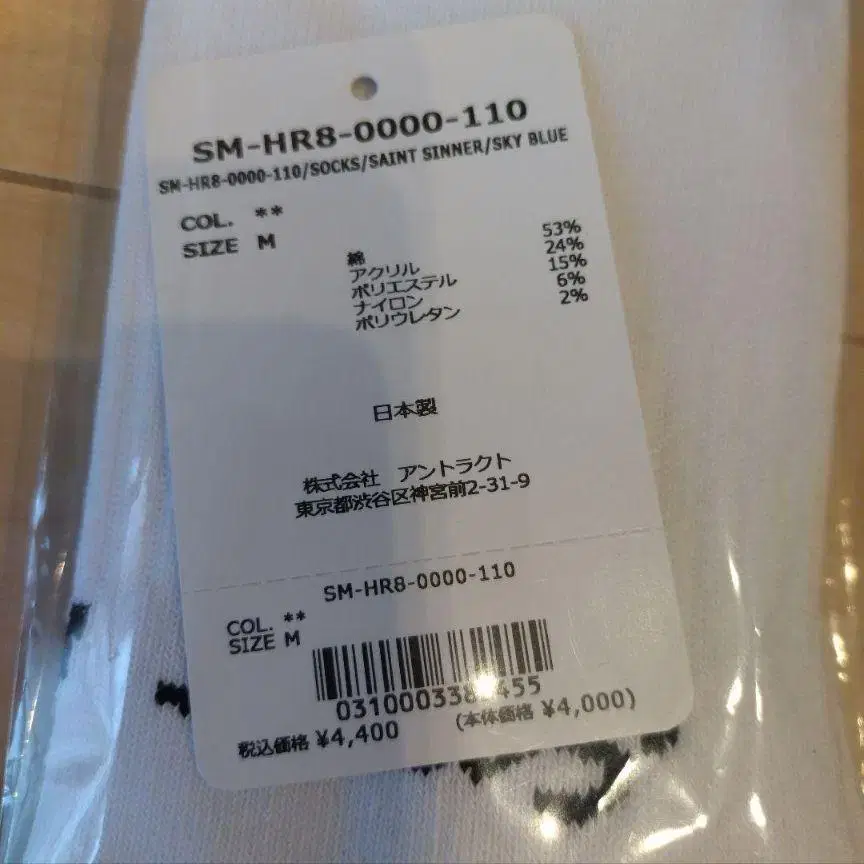 SM-HR8-0000-110
SM-HR8-0000-110/SOCKS/SAINT SINNER/SKY BLUE
COL. **
SIZE M
綿 53%
アクリル 24%
ポリエステル 15%
ナイロン 6%
ポリウレタン 2%
日本製
株式会社 アントラクト
東京都渋谷区神宮前2-31-9
SM-HR8-0000-110
COL. **
SIZE M
税込価格 ¥4,400 (本体価格 ¥4,000)